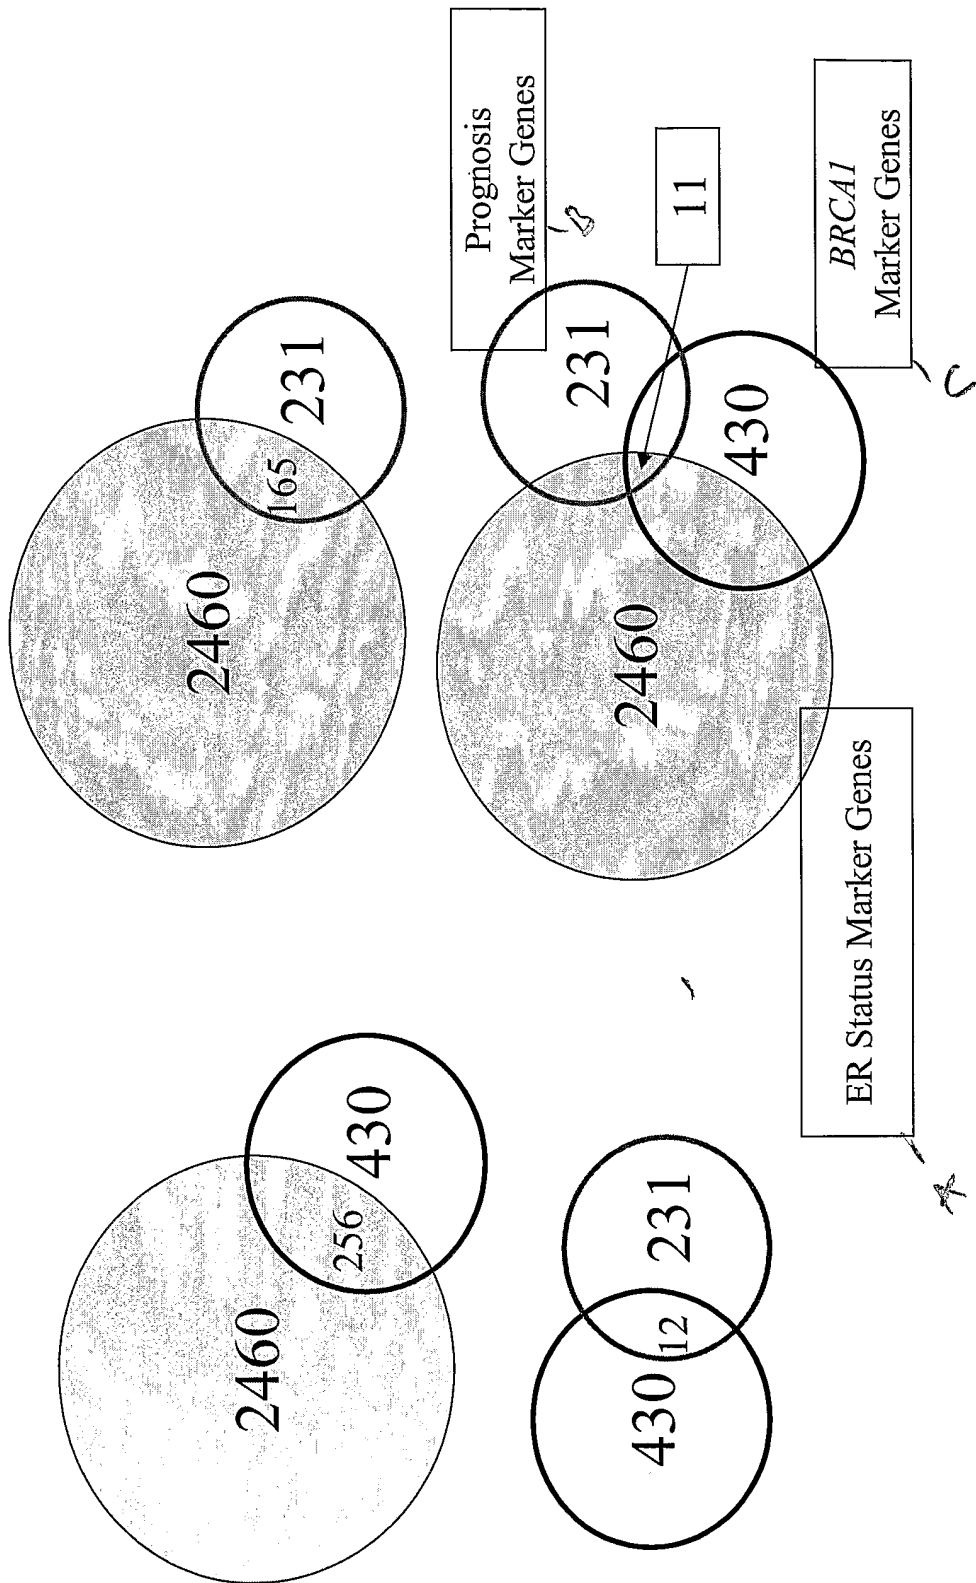 2460
256
430
2460
165
231
430
12
231
2460
231
430
Prognosis
Marker Genes
11
BRCA1
Marker Genes
ER Status Marker Genes
A
C